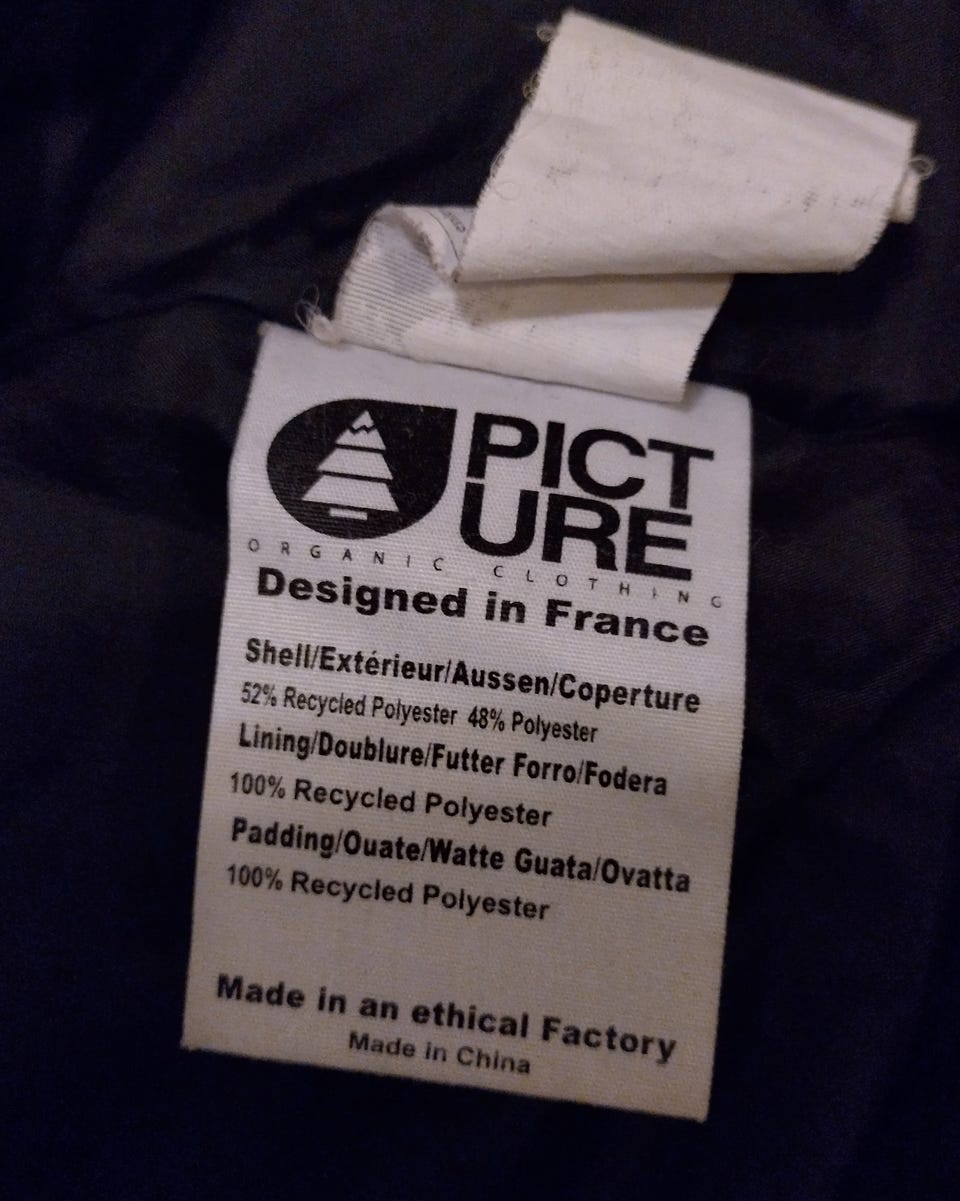 PICT
URE
ORGANIC CLOTHING
Designed in France
Shell/Extérieur/Aussen/Coperture
52% Recycled Polyester 48% Polyester
Lining/Doublure/Futter Forro/Fodera
100% Recycled Polyester
Padding/Ouate/Watte Guata/Ovatta
100% Recycled Polyester
Made in an ethical Factory
Made in China